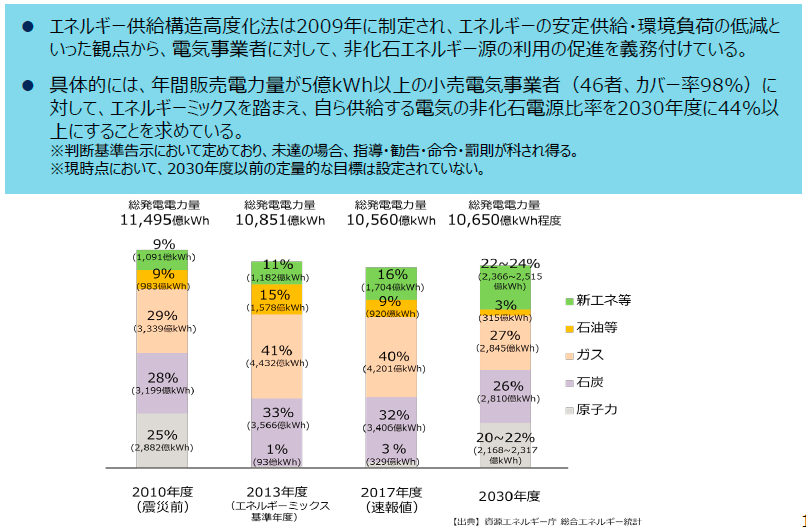 ● エネルギー供給構造高度化法は2009年に制定され、エネルギーの安定供給・環境負荷の低減と
いった観点から、電気事業者に対して、非化石エネルギー源の利用の促進を義務付けている。
● 具体的には、年間販売電力量が5億kWh以上の小売電気事業者（46者、カバー率98%）に
対して、エネルギーミックスを踏まえ、自ら供給する電気の非化石電源比率を2030年度に44%以
上にすることを求めている。
※判断基準告示において定めており、未達の場合、指導・勧告・命令・罰則が科され得る。
※現時点において、2030年度以前の定量的な目標は設定されていない。
総発電電力量
11,495億kWh
9%
(1,091億kWh)
9%
(983億kWh)
29%
(3,339億kWh)
28%
(3,199億kWh)
25%
(2,882億kWh)
2010年度
（震災前）
総発電電力量
10,851億kWh
11%
(1,182億kWh)
15%
(1,578億kWh)
41%
(4,432億kWh)
33%
(3,566億kWh)
1%
(93億kWh)
2013年度
（エネルギーミックス
基準年度）
総発電電力量
10,560億kWh
16%
(1,704億kWh)
9%
(920億kWh)
40%
(4,201億kWh)
32%
(3,406億kWh)
3%
(329億kWh)
2017年度
（速報値）
総発電電力量
10,650億kWh程度
22~24%
(2,366~2,515
億kWh)
3%
(315億kWh)
27%
(2,845億kWh)
26%
(2,810億kWh)
20~22%
(2,168~2,317
億kWh)
2030年度
新エネ等
石油等
ガス
石炭
原子力
【出典】資源エネルギー庁 総合エネルギー統計